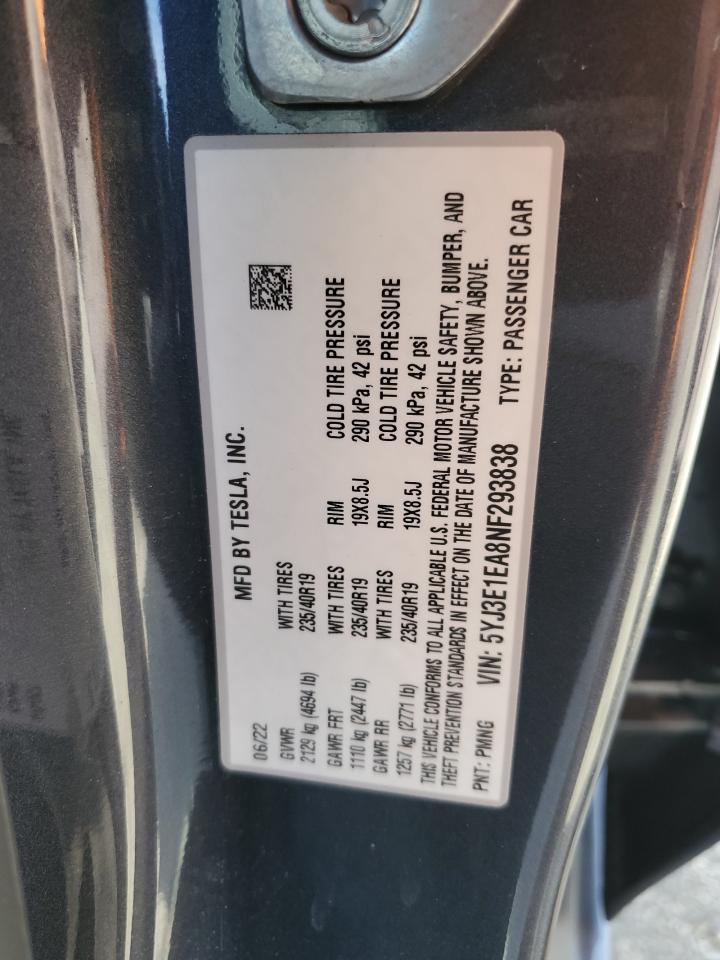 MFD BY TESLA, INC.
06/22
GVWR WITH TIRES
2129 kg (4694 lb) 235/40R19
GAWR FRT WITH TIRES RIM COLD TIRE PRESSURE
1110 kg (2447 lb) 235/40R19 19X8.5J 290 kPa, 42 psi
GAWR RR WITH TIRES RIM COLD TIRE PRESSURE
1257 kg (2771 lb) 235/40R19 19X8.5J 290 kPa, 42 psi
THIS VEHICLE CONFORMS TO ALL APPLICABLE U.S. FEDERAL MOTOR VEHICLE SAFETY, BUMPER, AND
THEFT PREVENTION STANDARDS IN EFFECT ON THE DATE OF MANUFACTURE SHOWN ABOVE.
PNT: PMNG VIN: 5YJ3E1EA8NF293838 TYPE: PASSENGER CAR